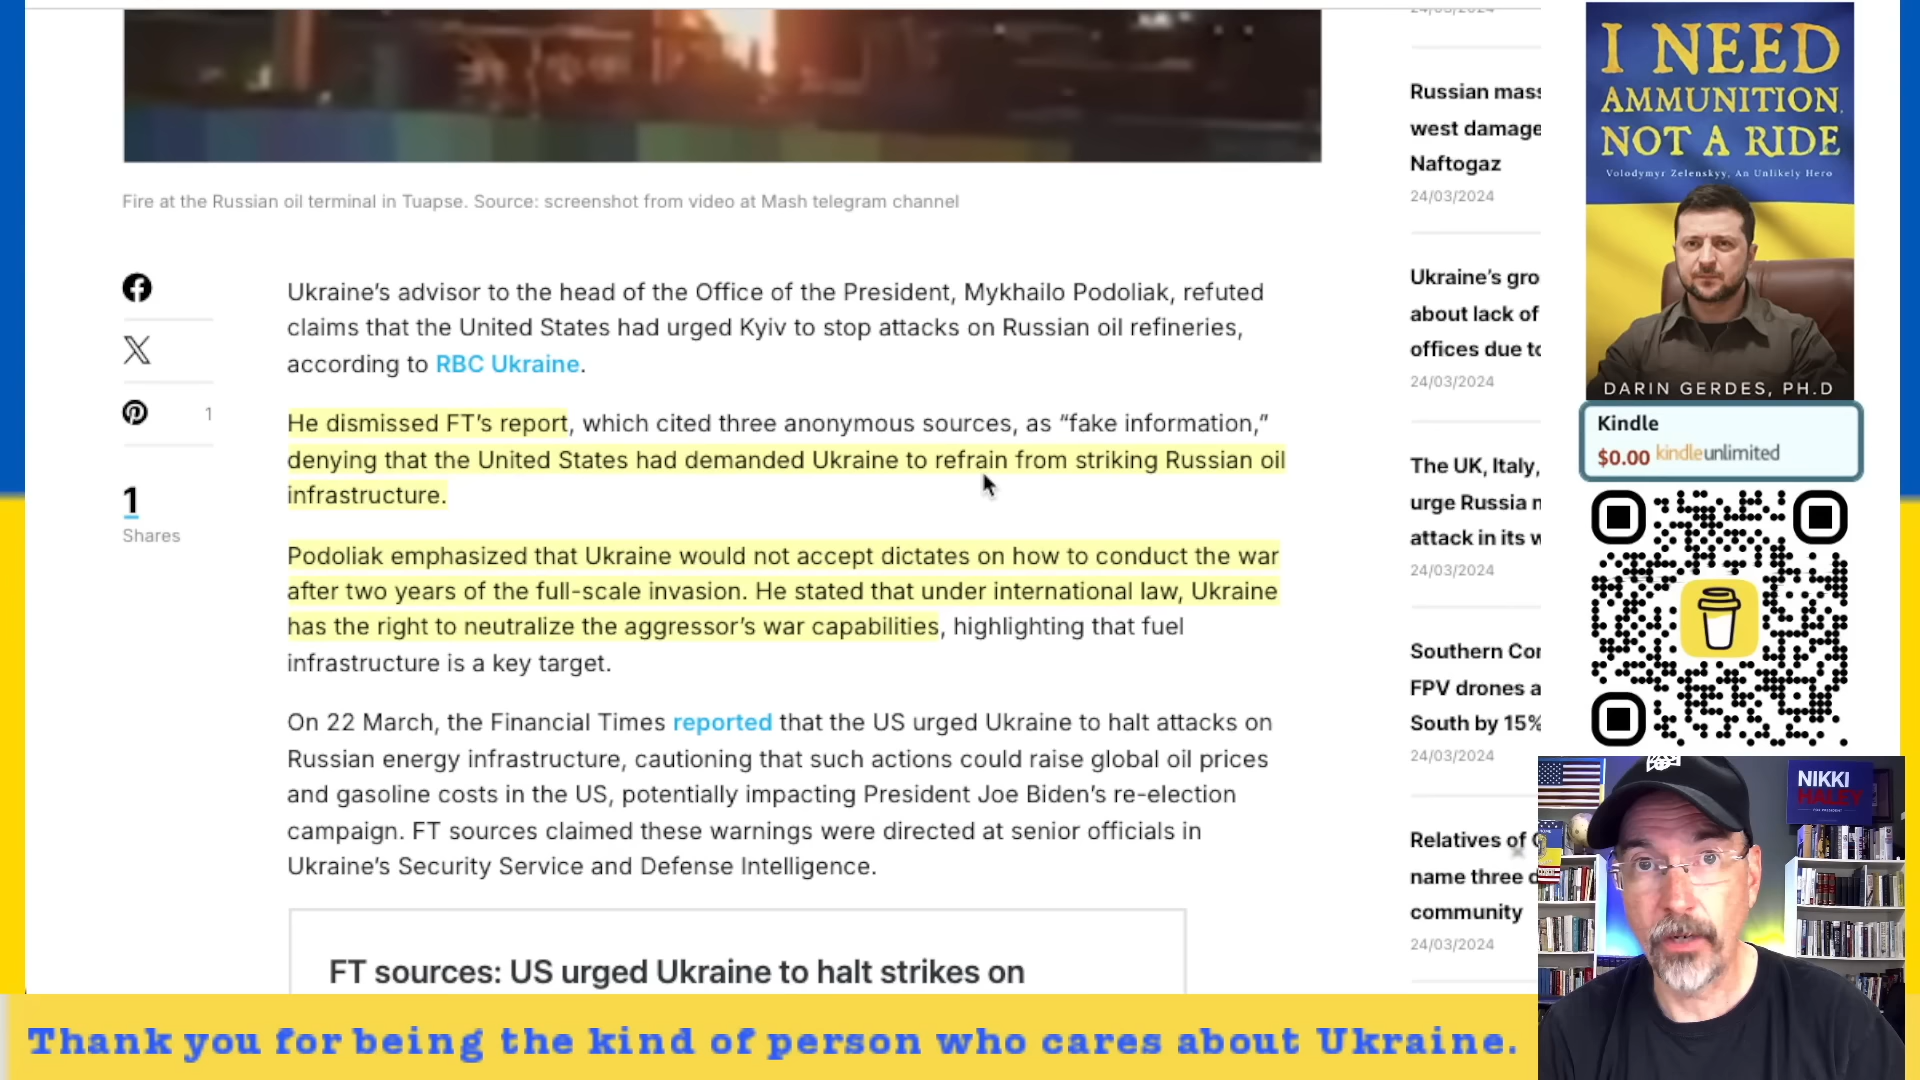 Fire at the Russian oil terminal in Tuapse. Source: screenshot from video at Mash telegram channel
1
1
Shares
Ukraine’s advisor to the head of the Office of the President, Mykhailo Podoliak, refuted
claims that the United States had urged Kyiv to stop attacks on Russian oil refineries,
according to RBC Ukraine.
He dismissed FT’s report, which cited three anonymous sources, as “fake information,”
denying that the United States had demanded Ukraine to refrain from striking Russian oil
infrastructure.
Podoliak emphasized that Ukraine would not accept dictates on how to conduct the war
after two years of the full-scale invasion. He stated that under international law, Ukraine
has the right to neutralize the aggressor’s war capabilities, highlighting that fuel
infrastructure is a key target.
On 22 March, the Financial Times reported that the US urged Ukraine to halt attacks on
Russian energy infrastructure, cautioning that such actions could raise global oil prices
and gasoline costs in the US, potentially impacting President Joe Biden’s re-election
campaign. FT sources claimed these warnings were directed at senior officials in
Ukraine’s Security Service and Defense Intelligence.
FT sources: US urged Ukraine to halt strikes on
24/03/2024
Russian mass
west damage
Naftogaz
24/03/2024
Ukraine’s gro
about lack of
offices due to
24/03/2024
The UK, Italy,
urge Russia n
attack in its w
24/03/2024
Southern Cor
FPV drones a
South by 15%
24/03/2024
Relatives of
name three d
community
24/03/2024
I NEED
AMMUNITION,
NOT A RIDE
Volodymyr Zelenskyy, An Unlikely Hero
DARIN GERDES, PH.D
Kindle
$0.00 kindleunlimited
NIKKI
HALEY
Thank you for being the kind of person who cares about Ukraine.